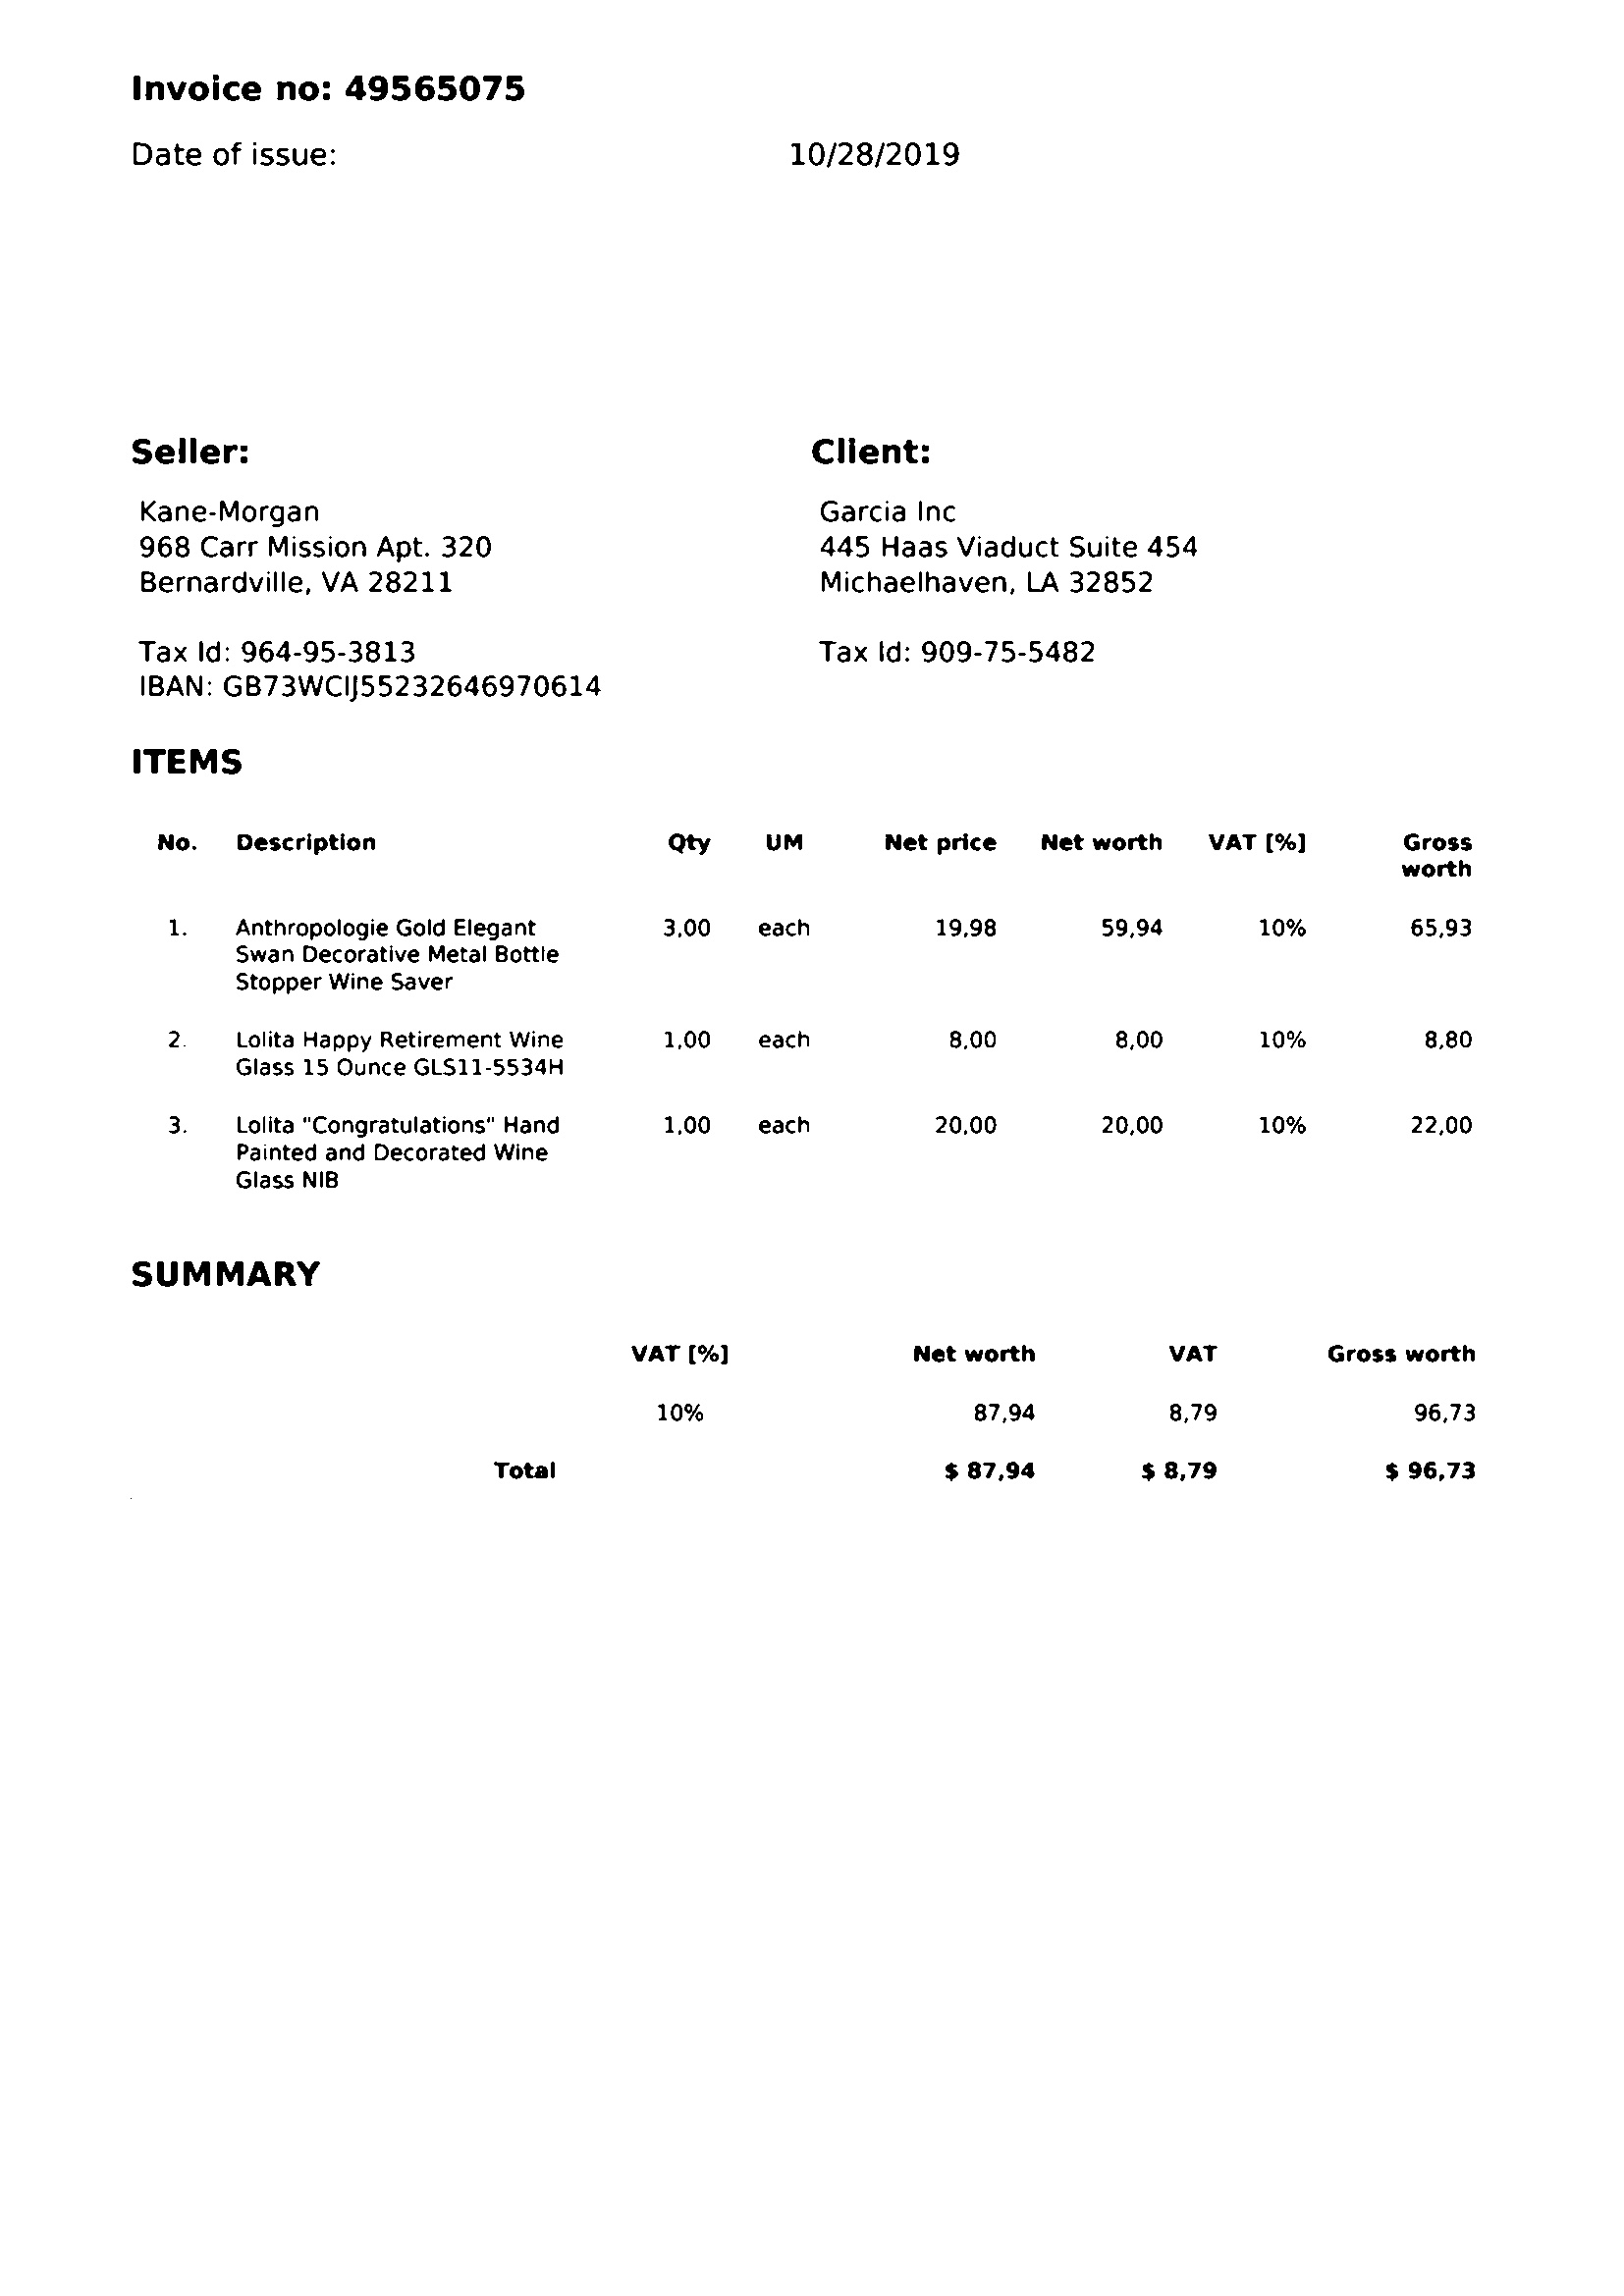 Invoice no: 49565075
Date of issue: 10/28/2019
Seller:
Kane-Morgan
968 Carr Mission Apt. 320
Bernardville, VA 28211
Tax Id: 964-95-3813
IBAN: GB73WCIJ55232646970614
Client:
Garcia Inc
445 Haas Viaduct Suite 454
Michaelhaven, LA 32852
Tax Id: 909-75-5482
ITEMS
No. Description Qty UM Net price Net worth VAT [%] Gross
worth
1. Anthropologie Gold Elegant 3,00 each 19,98 59,94 10% 65,93
Swan Decorative Metal Bottle
Stopper Wine Saver
2. Lolita Happy Retirement Wine 1,00 each 8,00 8,00 10% 8,80
Glass 15 Ounce GLS11-5534H
3. Lolita "Congratulations" Hand 1,00 each 20,00 20,00 10% 22,00
Painted and Decorated Wine
Glass NIB
SUMMARY
VAT [%] Net worth VAT Gross worth
10% 87,94 8,79 96,73
Total $ 87,94 $ 8,79 $ 96,73